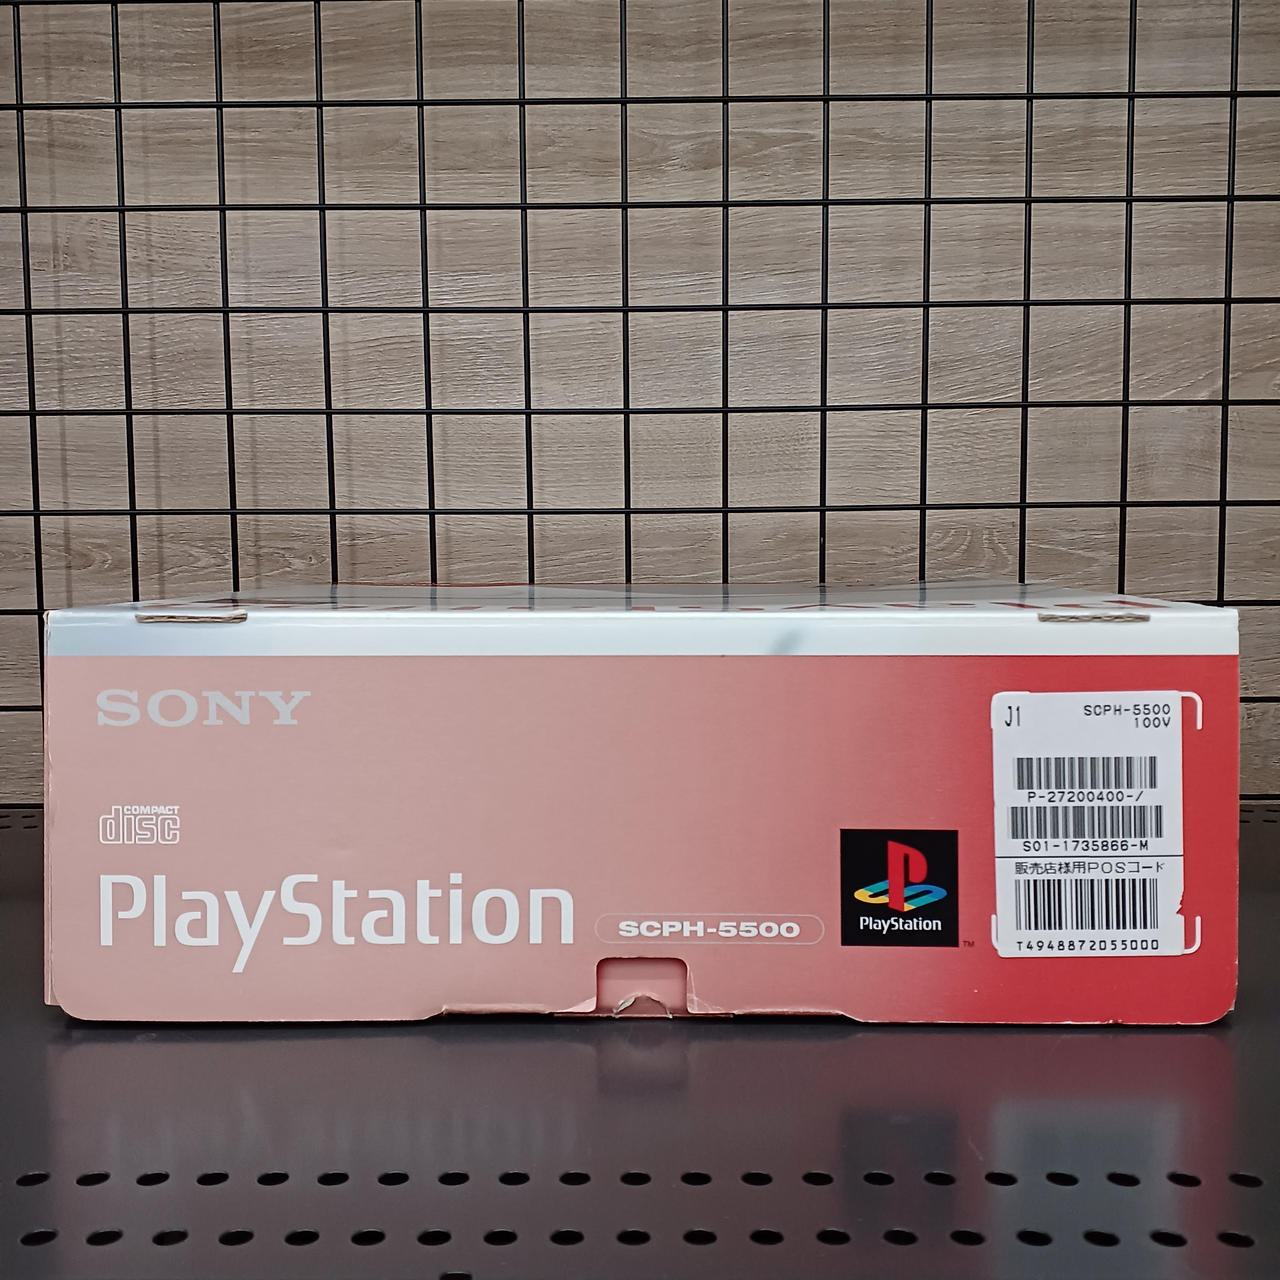 SONY
COMPACT
disc
PlayStation
SCPH-5500
PlayStation
TM
J1
SCPH-5500
100V
P-27200400-/
S01-1735866-M
販売店様用POSコード
T4948872055000